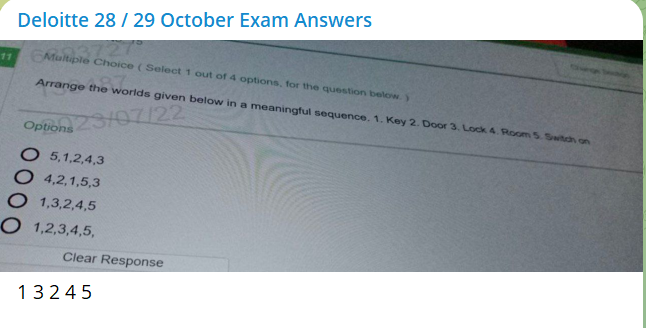 Deloitte 28 / 29 October Exam Answers
11
Multiple Choice ( Select 1 out of 4 options, for the question below. )
Arrange the worlds given below in a meaningful sequence. 1. Key 2. Door 3. Lock 4. Room 5. Switch on
Options
5,1,2,4,3
4,2,1,5,3
1,3,2,4,5
1,2,3,4,5,
Clear Response
1 3 2 4 5